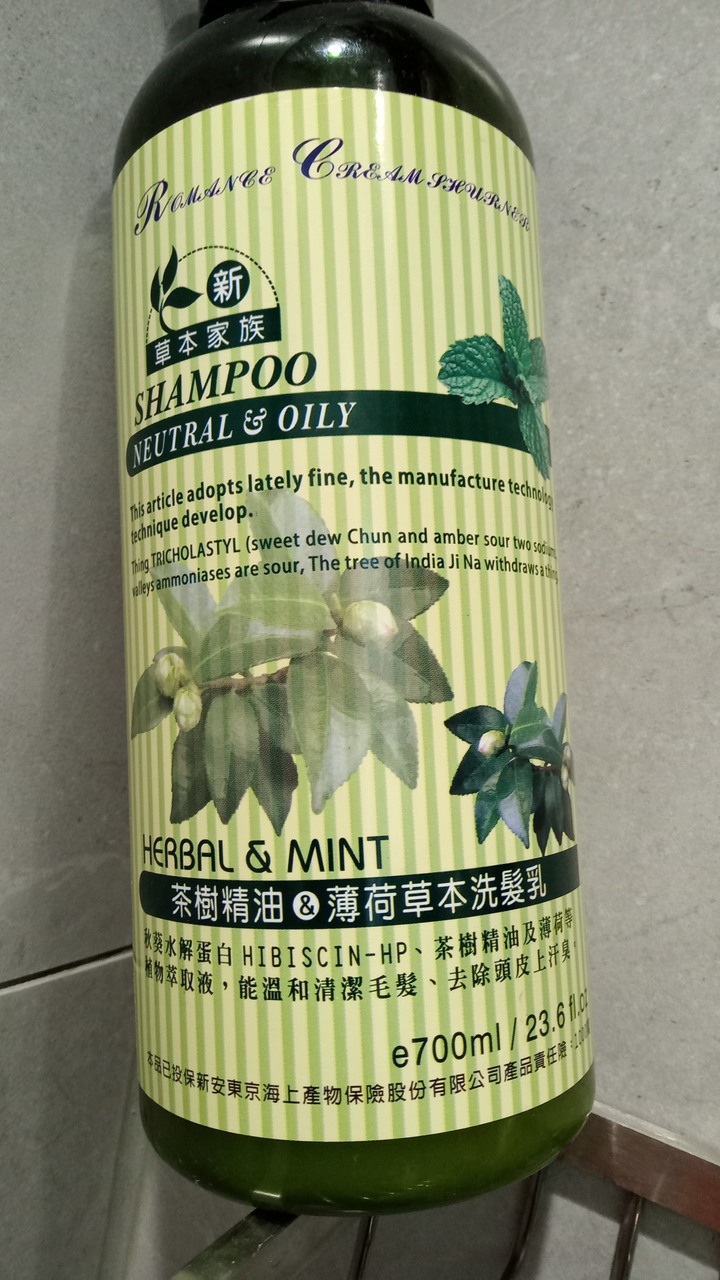 ROMANCE CREAMSHURNER
新
草本家族
SHAMPOO
NEUTRAL & OILY
This article adopts lately fine, the manufacture technology
technique develop.
Thing TRICHOLASTYL (sweet dew Chun and amber sour two sodium
valleys ammoniases are sour, The tree of India Ji Na withdraws a thing
HERBAL & MINT
茶樹精油&薄荷草本洗髮乳
秋葵水解蛋白 HIBISCIN-HP、茶樹精油及薄荷等
植物萃取液，能溫和清潔毛髮、去除頭皮上汗臭。
e700ml / 23.6 fl.oz
本品已投保新安東京海上產物保險股份有限公司產品責任險